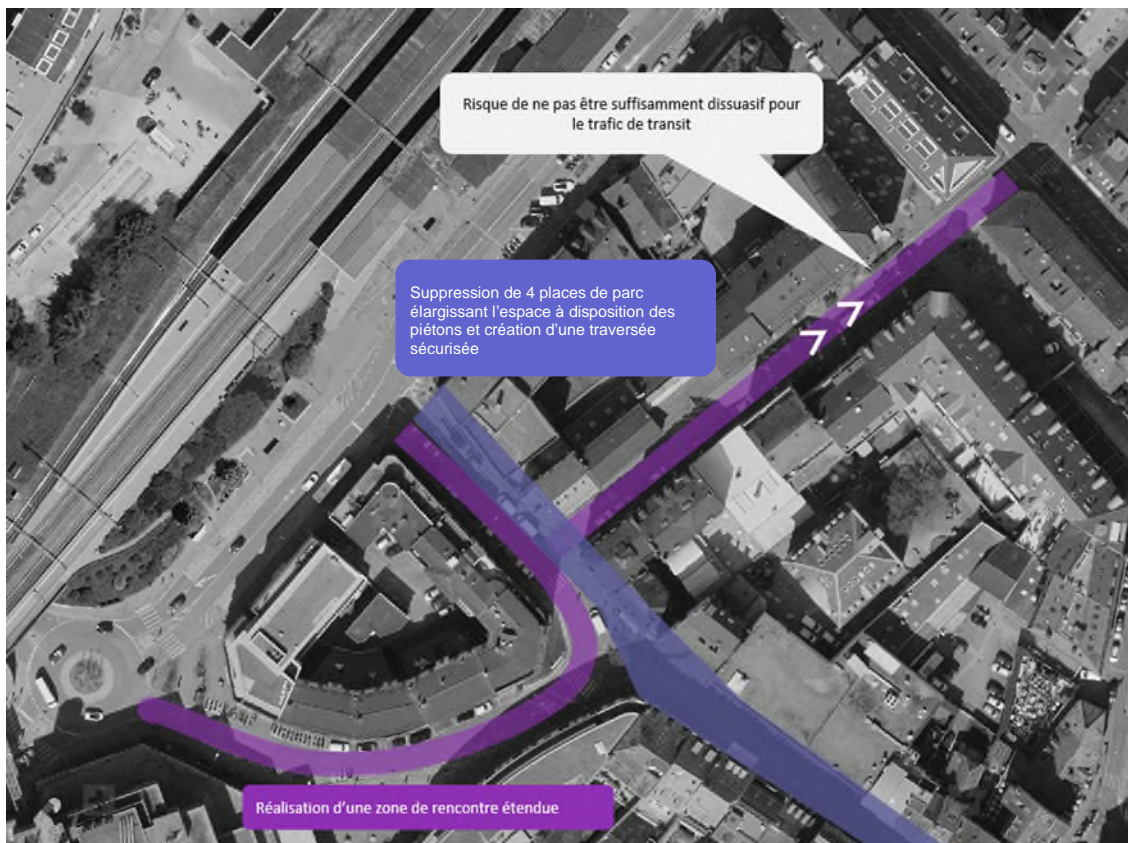 Risque de ne pas être suffisamment dissuasif pour
le trafic de transit
Suppression de 4 places de parc
élargissant l'espace à disposition des
piétons et création d'une traversée
sécurisée
Réalisation d'une zone de rencontre étendue